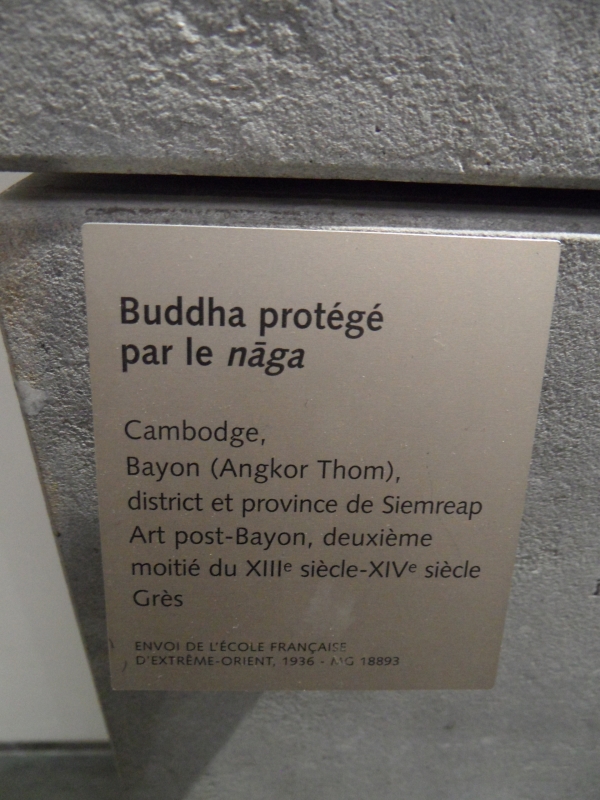 Buddha protégé
par le nāga
Cambodge,
Bayon (Angkor Thom),
district et province de Siemreap
Art post-Bayon, deuxième
moitié du XIIIe siècle-XIVe siècle
Grès
ENVOI DE L'ÉCOLE FRANÇAISE
D'EXTRÊME-ORIENT, 1936 - MG 18893